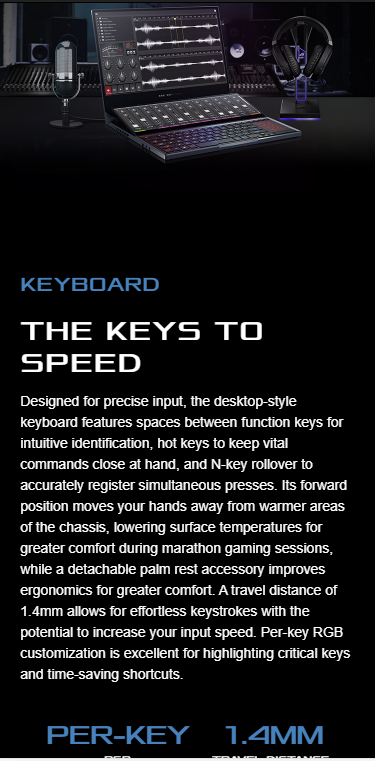 KEYBOARD
THE KEYS TO
SPEED
Designed for precise input, the desktop-style
keyboard features spaces between function keys for
intuitive identification, hot keys to keep vital
commands close at hand, and N-key rollover to
accurately register simultaneous presses. Its forward
position moves your hands away from warmer areas
of the chassis, lowering surface temperatures for
greater comfort during marathon gaming sessions,
while a detachable palm rest accessory improves
ergonomics for greater comfort. A travel distance of
1.4mm allows for effortless keystrokes with the
potential to increase your input speed. Per-key RGB
customization is excellent for highlighting critical keys
and time-saving shortcuts.
PER-KEY 1.4MM
TRAVEL DISTANCE